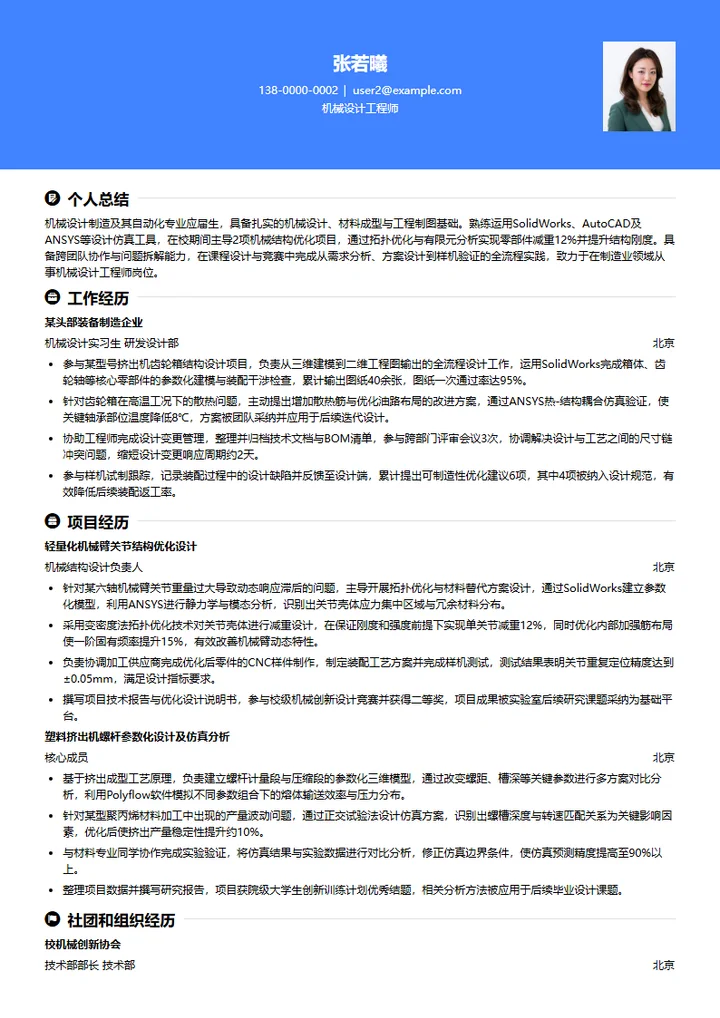 张若曦
138-0000-0002 | user2@example.com
机械设计工程师
个人总结
机械设计制造及其自动化专业应届生，具备扎实的机械设计、材料成型与工程制图基础。熟练运用SolidWorks、AutoCAD及
ANSYS等设计仿真工具，在校期间主导2项机械结构优化项目，通过拓扑优化与有限元分析实现零部件减重12%并提升结构刚度。具
备跨团队协作与问题拆解能力，在课程设计与竞赛中完成从需求分析、方案设计到样机验证的全流程实践，致力于在制造业领域从
事机械设计工程师岗位。
工作经历
某头部装备制造企业
机械设计实习生 研发设计部 北京
• 参与某型号挤出机齿轮箱结构设计项目，负责从三维建模到二维工程图输出的全流程设计工作，运用SolidWorks完成箱体、齿
轮轴等核心零部件的参数化建模与装配干涉检查，累计输出图纸40余张，图纸一次通过率达95%。
• 针对齿轮箱在高温工况下的散热问题，主动提出增加散热筋与优化油路布局的改进方案，通过ANSYS热-结构耦合仿真验证，使
关键轴承部位温度降低8℃，方案被团队采纳并应用于后续迭代设计。
• 协助工程师完成设计变更管理，整理并归档技术文档与BOM清单，参与跨部门评审会议3次，协调解决设计与工艺之间的尺寸链
冲突问题，缩短设计变更响应周期约2天。
• 参与样机试制跟踪，记录装配过程中的设计缺陷并反馈至设计端，累计提出可制造性优化建议6项，其中4项被纳入设计规范，有
效降低后续装配返工率。
项目经历
轻量化机械臂关节结构优化设计
机械结构设计负责人 北京
• 针对某六轴机械臂关节重量过大导致动态响应滞后的问题，主导开展拓扑优化与材料替代方案设计，通过SolidWorks建立参数
化模型，利用ANSYS进行静力学与模态分析，识别出关节壳体应力集中区域与冗余材料分布。
• 采用变密度法拓扑优化技术对关节壳体进行减重设计，在保证刚度和强度前提下实现单关节减重12%，同时优化内部加强筋布局
使一阶固有频率提升15%，有效改善机械臂动态特性。
• 负责协调加工供应商完成优化后零件的CNC样件制作，制定装配工艺方案并完成样机测试，测试结果表明关节重复定位精度达到
±0.05mm，满足设计指标要求。
• 撰写项目技术报告与优化设计说明书，参与校级机械创新设计竞赛并获得二等奖，项目成果被实验室后续研究课题采纳为基础平
台。
塑料挤出机螺杆参数化设计及仿真分析
核心成员 北京
• 基于挤出成型工艺原理，负责建立螺杆计量段与压缩段的参数化三维模型，通过改变螺距、槽深等关键参数进行多方案对比分
析，利用Polyflow软件模拟不同参数组合下的熔体输送效率与压力分布。
• 针对某型聚丙烯材料加工中出现的产量波动问题，通过正交试验法设计仿真方案，识别出螺槽深度与转速匹配关系为关键影响因
素，优化后使挤出产量稳定性提升约10%。
• 与材料专业同学协作完成实验验证，将仿真结果与实验数据进行对比分析，修正仿真边界条件，使仿真预测精度提高至90%以
上。
• 整理项目数据并撰写研究报告，项目获院级大学生创新训练计划优秀结题，相关分析方法被应用于后续毕业设计课题。
社团和组织经历
校机械创新协会
技术部部长 技术部 北京